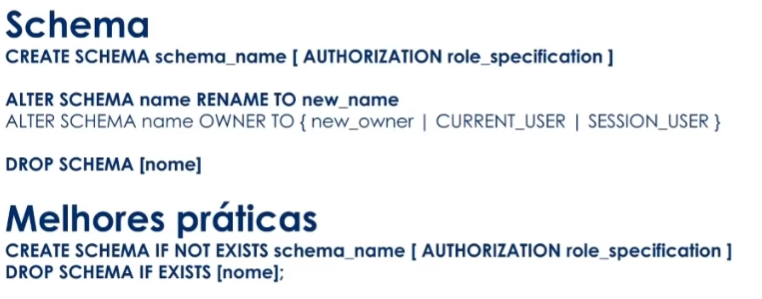 Schema
CREATE SCHEMA schema_name [ AUTHORIZATION role_specification ]
ALTER SCHEMA name RENAME TO new_name
ALTER SCHEMA name OWNER TO { new_owner | CURRENT_USER | SESSION_USER }
DROP SCHEMA [nome]
Melhores práticas
CREATE SCHEMA IF NOT EXISTS schema_name [ AUTHORIZATION role_specification ]
DROP SCHEMA IF EXISTS [nome];